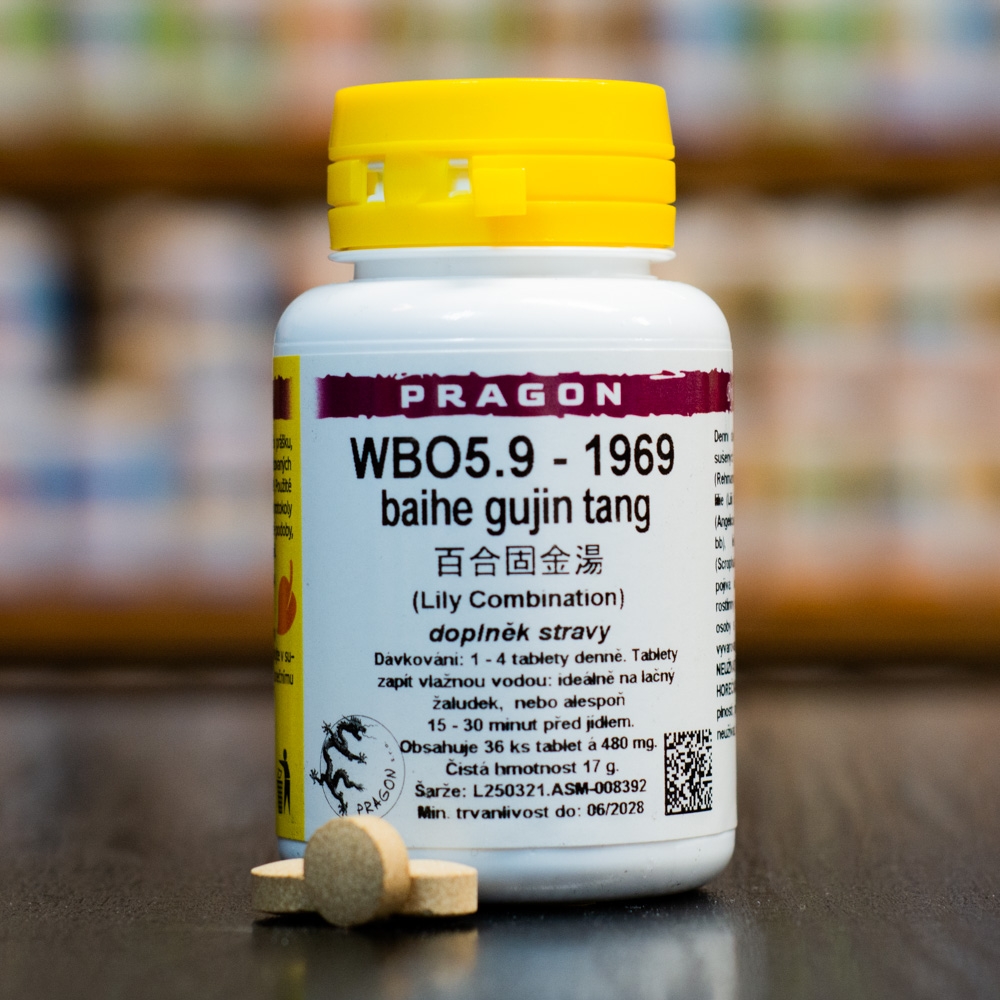 PRAGON
WBO5.9 - 1969
baihe gujin tang
百合固金湯
(Lily Combination)
doplněk stravy
Dávkování: 1 - 4 tablety denně. Tablety
zapít vlažnou vodou: ideálně na lačný
žaludek, nebo alespoň
15 - 30 minut před jídlem.
Obsahuje 36 ks tablet á 480 mg.
Čistá hmotnost 17 g.
Šarže: L250321.ASM-008392
Min. trvanlivost do: 06/2028
PRAGON...